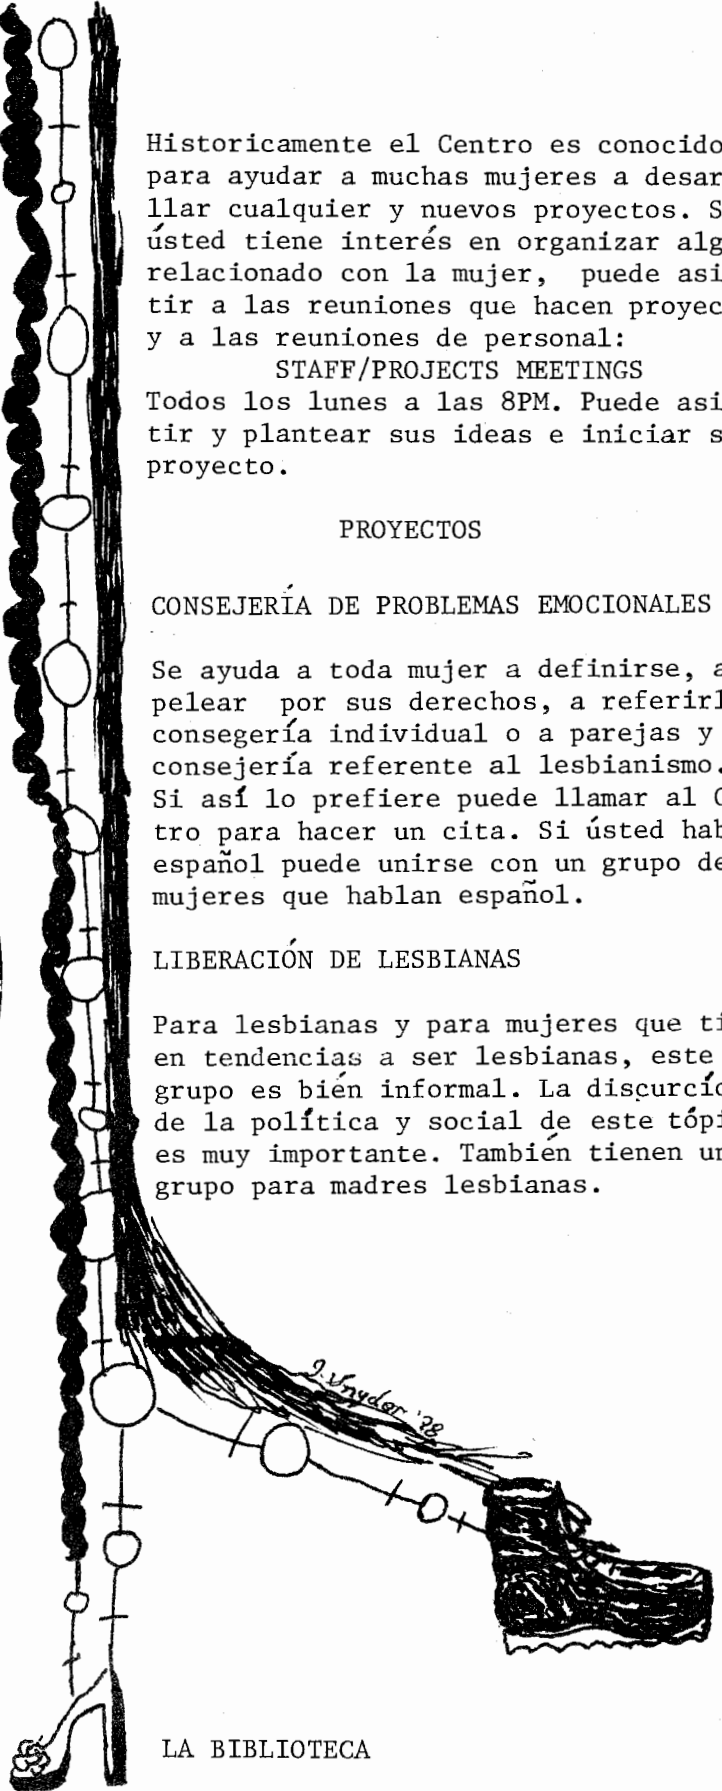 Historicamente el Centro es conocido
para ayudar a muchas mujeres a desar
llar cualquier y nuevos proyectos. S
ústed tiene interés en organizar alg
relacionado con la mujer, puede asi
tir a las reuniones que hacen proyec
y a las reuniones de personal:
STAFF/PROJECTS MEETINGS
Todos los lunes a las 8PM. Puede asi
tir y plantear sus ideas e iniciar s
proyecto.
PROYECTOS
CONSEJERÍA DE PROBLEMAS EMOCIONALES
Se ayuda a toda mujer a definirse, a
pelear por sus derechos, a referirl
consegería individual o a parejas y
consejería referente al lesbianismo.
Si así lo prefiere puede llamar al C
tro para hacer un cita. Si ústed hab
español puede unirse con un grupo de
mujeres que hablan español.
LIBERACIÓN DE LESBIANAS
Para lesbianas y para mujeres que ti
en tendencias a ser lesbianas, este
grupo es bién informal. La discurcíc
de la política y social de este tópi
es muy importante. También tienen un
grupo para madres lesbianas.
J. Snyder '78
LA BIBLIOTECA